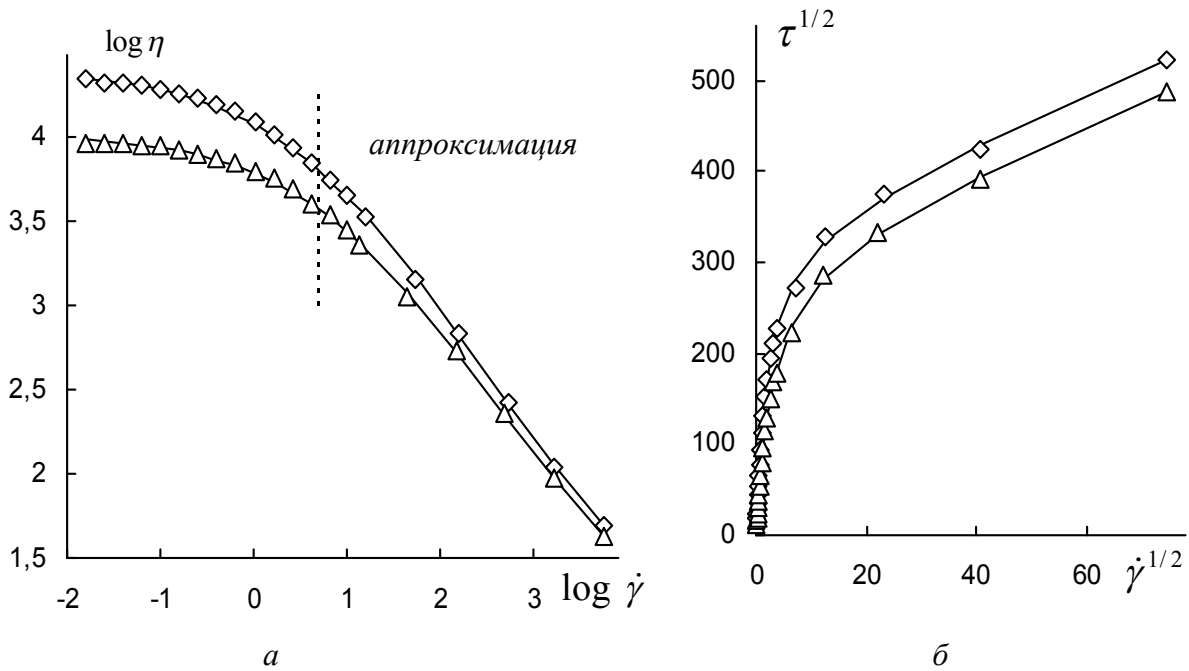 log η
4
3,5
3
2,5
2
1,5
-2 -1 0 1 2 3
log γ̇
аппроксимация
а
τ^{1/2}
500
400
300
200
100
0
0 20 40 60
γ̇^{1/2}
б